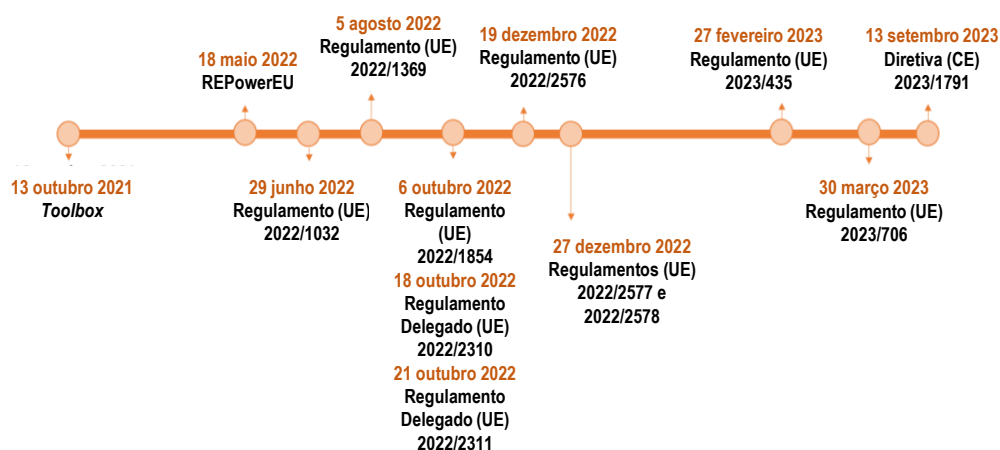 13 outubro 2021
Toolbox
18 maio 2022
REPowerEU
29 junho 2022
Regulamento (UE)
2022/1032
5 agosto 2022
Regulamento (UE)
2022/1369
6 outubro 2022
Regulamento
(UE)
2022/1854
18 outubro 2022
Regulamento
Delegado (UE)
2022/2310
21 outubro 2022
Regulamento
Delegado (UE)
2022/2311
19 dezembro 2022
Regulamento (UE)
2022/2576
27 dezembro 2022
Regulamentos (UE)
2022/2577 e
2022/2578
27 fevereiro 2023
Regulamento (UE)
2023/435
30 março 2023
Regulamento (UE)
2023/706
13 setembro 2023
Diretiva (CE)
2023/1791